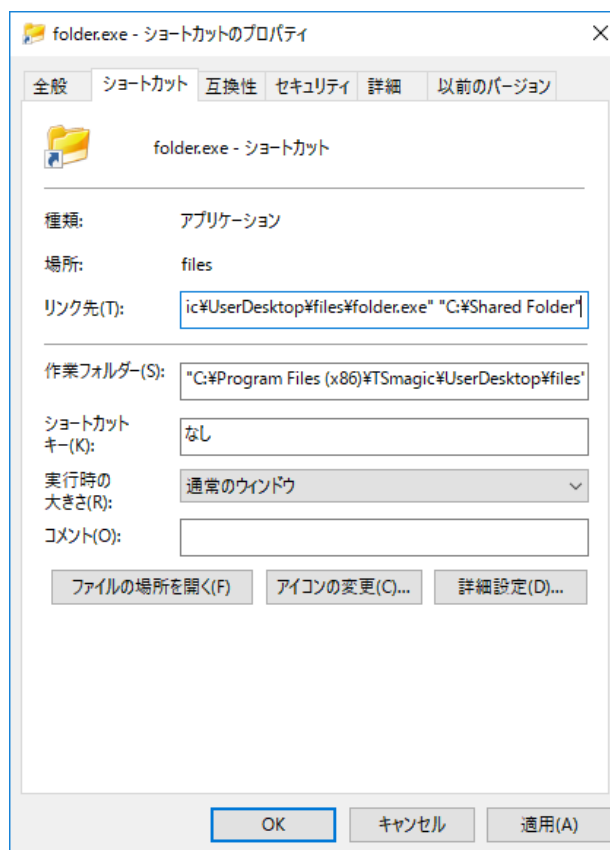 folder.exe - ショートカットのプロパティ
全般 ショートカット 互換性 セキュリティ 詳細 以前のバージョン
folder.exe - ショートカット
種類: アプリケーション
場所: files
リンク先(T): ic¥UserDesktop¥files¥folder.exe" "C:¥Shared Folder"
作業フォルダー(S): "C:¥Program Files (x86)¥TSmagic¥UserDesktop¥files"
ショートカット
キー(K): なし
実行時の
大きさ(R): 通常のウィンドウ
コメント(O):
ファイルの場所を開く(F) アイコンの変更(C)... 詳細設定(D)...
OK キャンセル 適用(A)